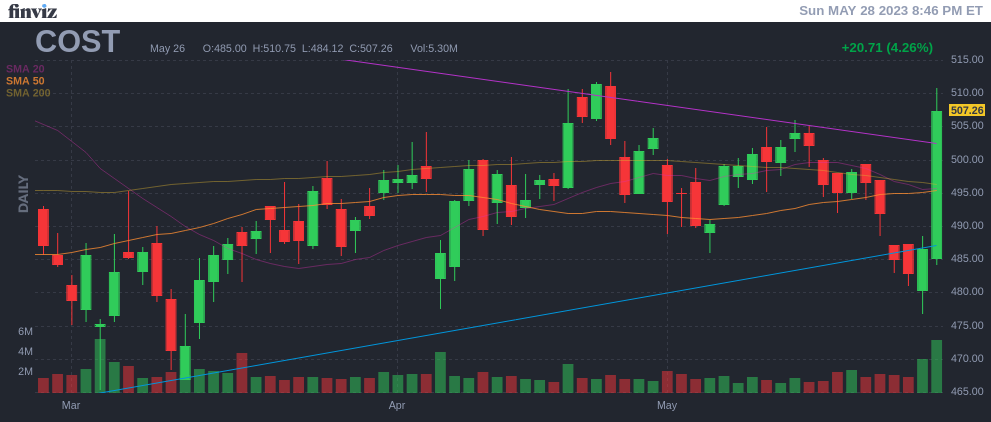 finviz
Sun MAY 28 2023 8:46 PM ET
COST
May 26 O:485.00 H:510.75 L:484.12 C:507.26 Vol:5.30M
+20.71 (4.26%)
SMA 20
SMA 50
SMA 200
DAILY
515.00
510.00
507.26
505.00
500.00
495.00
490.00
485.00
480.00
475.00
470.00
465.00
6M
4M
2M
Mar
Apr
May